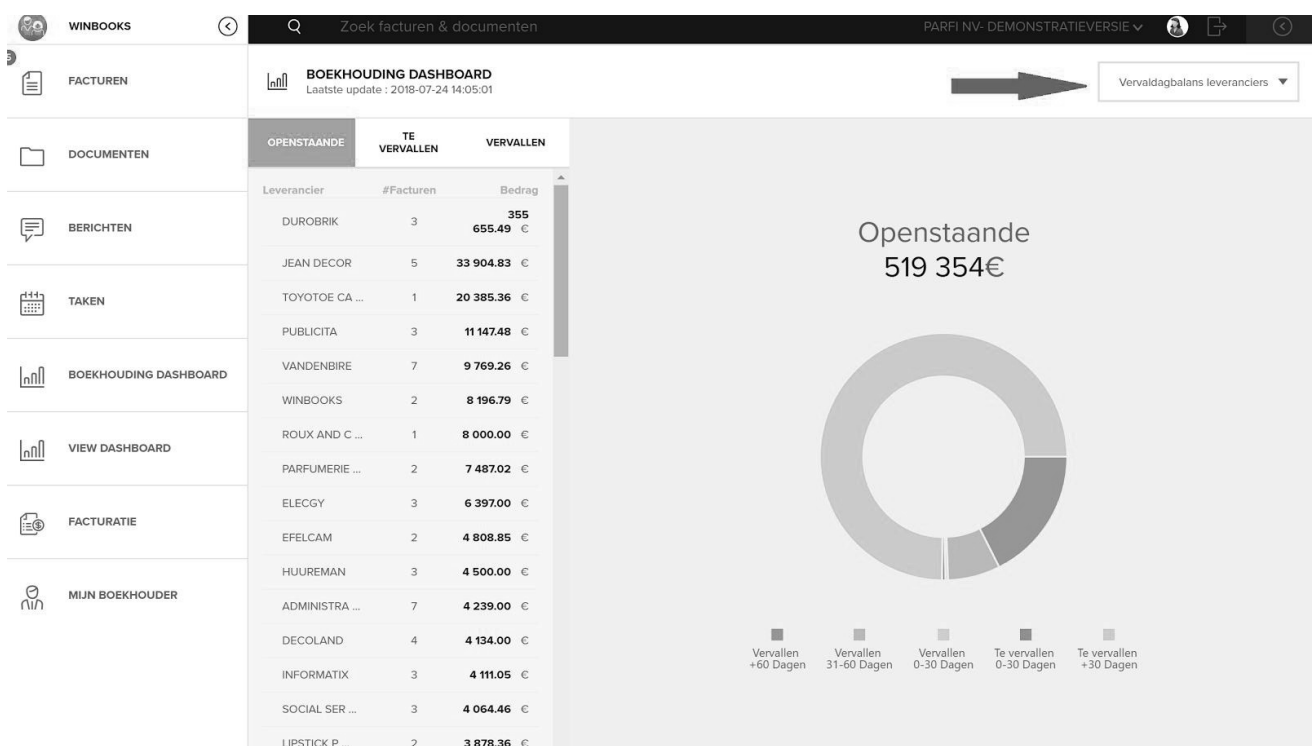 WINBOOKS
Zoek facturen & documenten
PARFI NV- DEMONSTRATIEVERSIE
FACTUREN
DOCUMENTEN
BERICHTEN
TAKEN
BOEKHOUDING DASHBOARD
VIEW DASHBOARD
FACTURATIE
MIJN BOEKHOUDER
BOEKHOUDING DASHBOARD
Laatste update : 2018-07-24 14:05:01
Vervaldagbalans leveranciers
OPENSTAANDE
TE
VERVALLEN
VERVALLEN
Leverancier #Facturen Bedrag
DUROBRIK 3 355
655.49 €
JEAN DECOR 5 33 904.83 €
TOYOTOE CA ... 1 20 385.36 €
PUBLICITA 3 11 147.48 €
VANDENBIRE 7 9 769.26 €
WINBOOKS 2 8 196.79 €
ROUX AND C ... 1 8 000.00 €
PARFUMERIE ... 2 7 487.02 €
ELECGY 3 6 397.00 €
EFELCAM 2 4 808.85 €
HUUREMAN 3 4 500.00 €
ADMINISTRA ... 7 4 239.00 €
DECOLAND 4 4 134.00 €
INFORMATIX 3 4 111.05 €
SOCIAL SER ... 3 4 064.46 €
LIPSTICK P ... 2 3 878.36 €
Openstaande
519 354€
Vervallen
+60 Dagen
Vervallen
31-60 Dagen
Vervallen
0-30 Dagen
Te vervallen
0-30 Dagen
Te vervallen
+30 Dagen